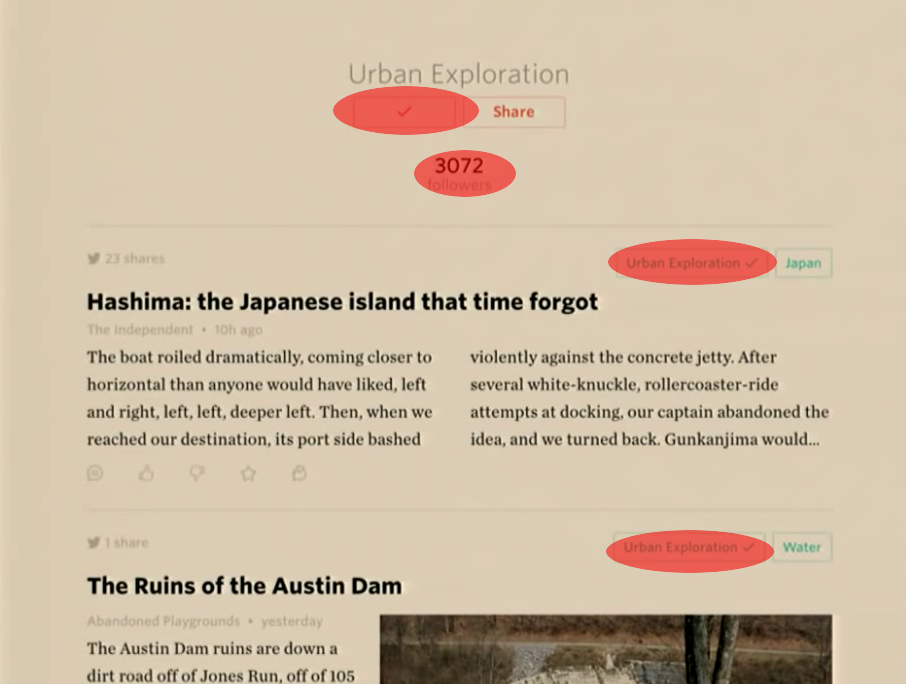 Urban Exploration
✓ Share
3072
followers
23 shares
Urban Exploration ✓ Japan
Hashima: the Japanese island that time forgot
The Independent • 10h ago
The boat roiled dramatically, coming closer to
horizontal than anyone would have liked, left
and right, left, left, deeper left. Then, when we
reached our destination, its port side bashed
violently against the concrete jetty. After
several white-knuckle, rollercoaster-ride
attempts at docking, our captain abandoned the
idea, and we turned back. Gunkanjima would...
1 share
Urban Exploration ✓ Water
The Ruins of the Austin Dam
Abandoned Playgrounds • yesterday
The Austin Dam ruins are down a
dirt road off of Jones Run, off of 105